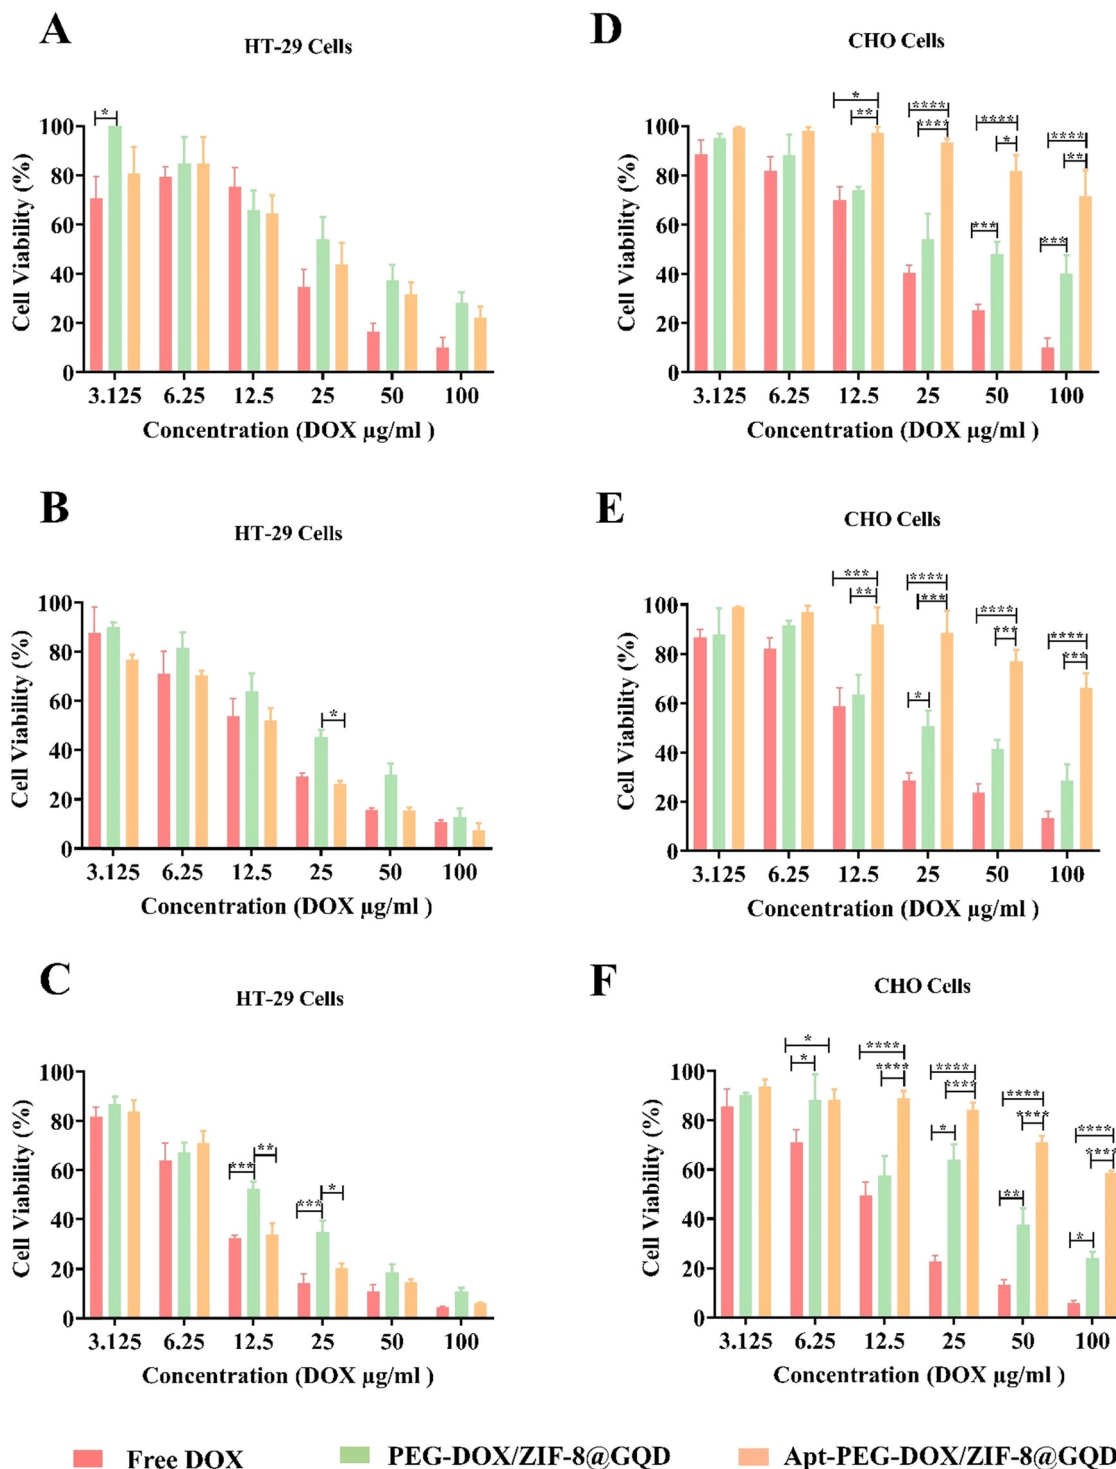 A
HT-29 Cells
*
100
80
60
40
20
0
Cell Viability (%)
3.125 6.25 12.5 25 50 100
Concentration (DOX µg/ml )
D
CHO Cells
* **** **** ****
** **** * **
*** ***
100
80
60
40
20
0
Cell Viability (%)
3.125 6.25 12.5 25 50 100
Concentration (DOX µg/ml )
B
HT-29 Cells
*
100
80
60
40
20
0
Cell Viability (%)
3.125 6.25 12.5 25 50 100
Concentration (DOX µg/ml )
E
CHO Cells
*** **** **** ****
** *** *** ***
*
100
80
60
40
20
0
Cell Viability (%)
3.125 6.25 12.5 25 50 100
Concentration (DOX µg/ml )
C
HT-29 Cells
*** ** *** *
100
80
60
40
20
0
Cell Viability (%)
3.125 6.25 12.5 25 50 100
Concentration (DOX µg/ml )
F
CHO Cells
* **** **** **** ****
* **** **** **** ****
* ** *
100
80
60
40
20
0
Cell Viability (%)
3.125 6.25 12.5 25 50 100
Concentration (DOX µg/ml )
Free DOX PEG-DOX/ZIF-8@GQD Apt-PEG-DOX/ZIF-8@GQD